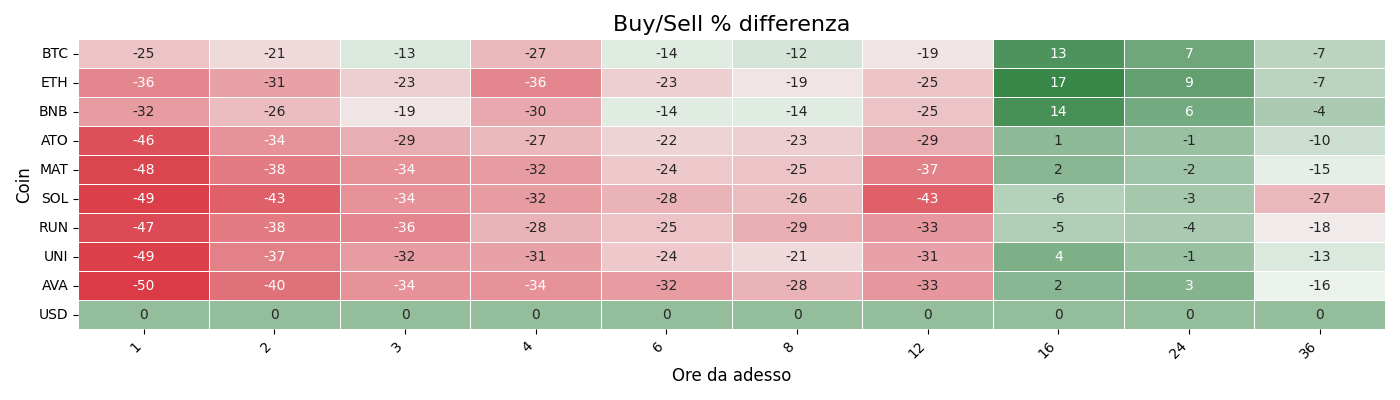 Buy/Sell % differenza
Coin
BTC -25 -21 -13 -27 -14 -12 -19 13 7 -7
ETH -36 -31 -23 -36 -23 -19 -25 17 9 -7
BNB -32 -26 -19 -30 -14 -14 -25 14 6 -4
ATO -46 -34 -29 -27 -22 -23 -29 1 -1 -10
MAT -48 -38 -34 -32 -24 -25 -37 2 -2 -15
SOL -49 -43 -34 -32 -28 -26 -43 -6 -3 -27
RUN -47 -38 -36 -28 -25 -29 -33 -5 -4 -18
UNI -49 -37 -32 -31 -24 -21 -31 4 -1 -13
AVA -50 -40 -34 -34 -32 -28 -33 2 3 -16
USD 0 0 0 0 0 0 0 0 0 0
1 2 3 4 6 8 12 16 24 36
Ore da adesso